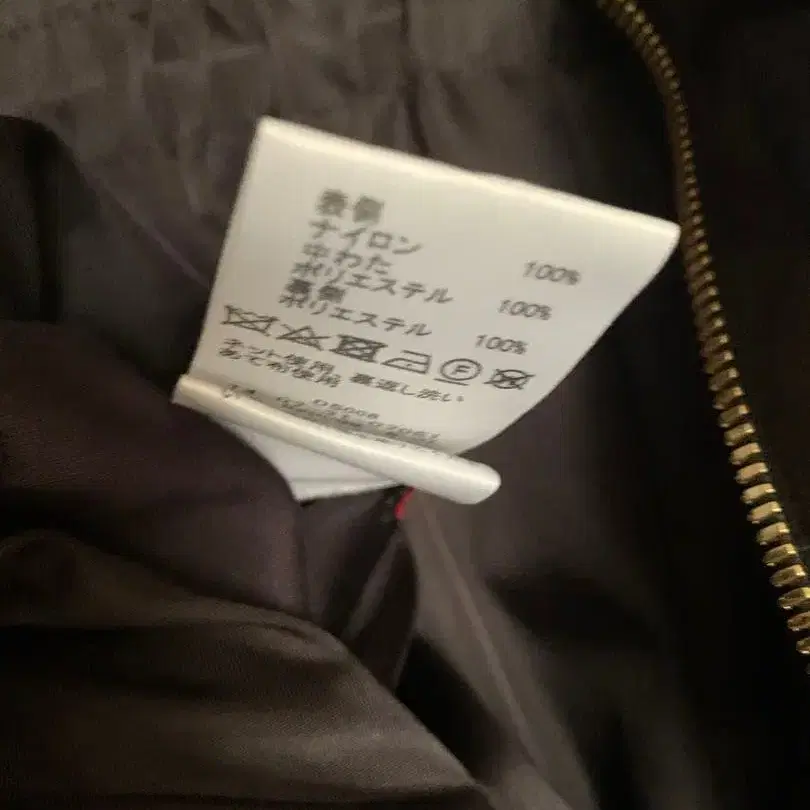 表側
ナイロン 100%
中わた
ポリエステル 100%
裏側
ポリエステル 100%
F
ネット使用
あて布使用 裏返し洗い